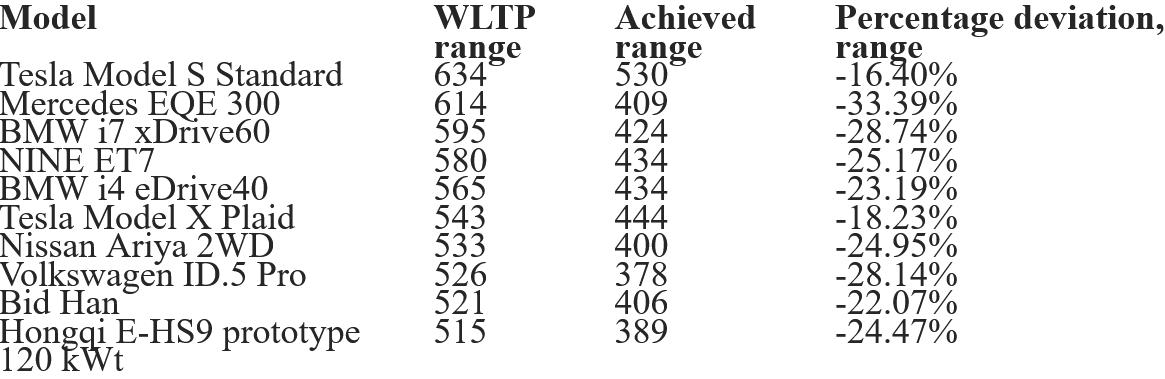 Model WLTP range Achieved range Percentage deviation, range
Tesla Model S Standard 634 530 -16.40%
Mercedes EQE 300 614 409 -33.39%
BMW i7 xDrive60 595 424 -28.74%
NINE ET7 580 434 -25.17%
BMW i4 eDrive40 565 434 -23.19%
Tesla Model X Plaid 543 444 -18.23%
Nissan Ariya 2WD 533 400 -24.95%
Volkswagen ID.5 Pro 526 378 -28.14%
Bid Han 521 406 -22.07%
Hongqi E-HS9 prototype 515 389 -24.47%
120 kWt